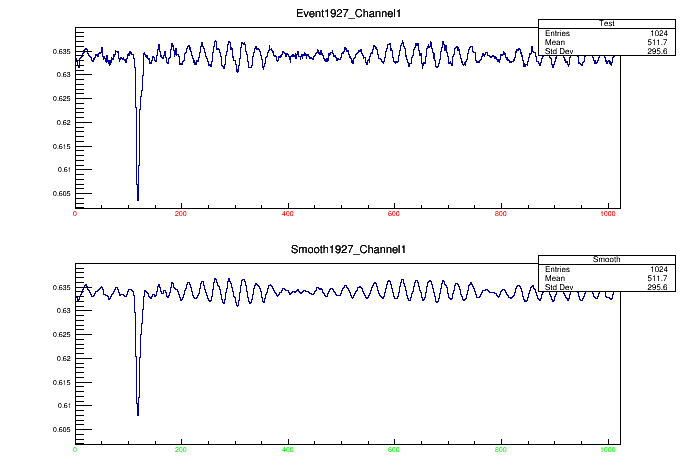 Event1927_Channel1
Test
Entries 1024
Mean 511.7
Std Dev 295.6
0.635
0.63
0.625
0.62
0.615
0.61
0.605
0 200 400 600 800 1000
Smooth1927_Channel1
Smooth
Entries 1024
Mean 511.7
Std Dev 295.6
0.635
0.63
0.625
0.62
0.615
0.61
0.605
0 200 400 600 800 1000